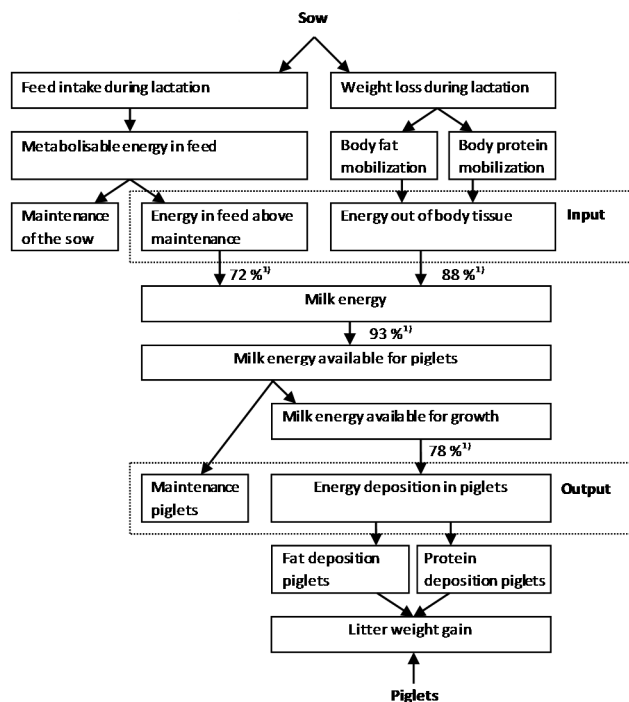 Sow
Feed intake during lactation
Weight loss during lactation
Metabolisable energy in feed
Body fat
mobilization
Body protein
mobilization
Maintenance
of the sow
Energy in feed above
maintenance
Energy out of body tissue
Input
72 %¹⁾
88 %¹⁾
Milk energy
93 %¹⁾
Milk energy available for piglets
Milk energy available for growth
78 %¹⁾
Maintenance
piglets
Energy deposition in piglets
Output
Fat deposition
piglets
Protein
deposition piglets
Litter weight gain
Piglets